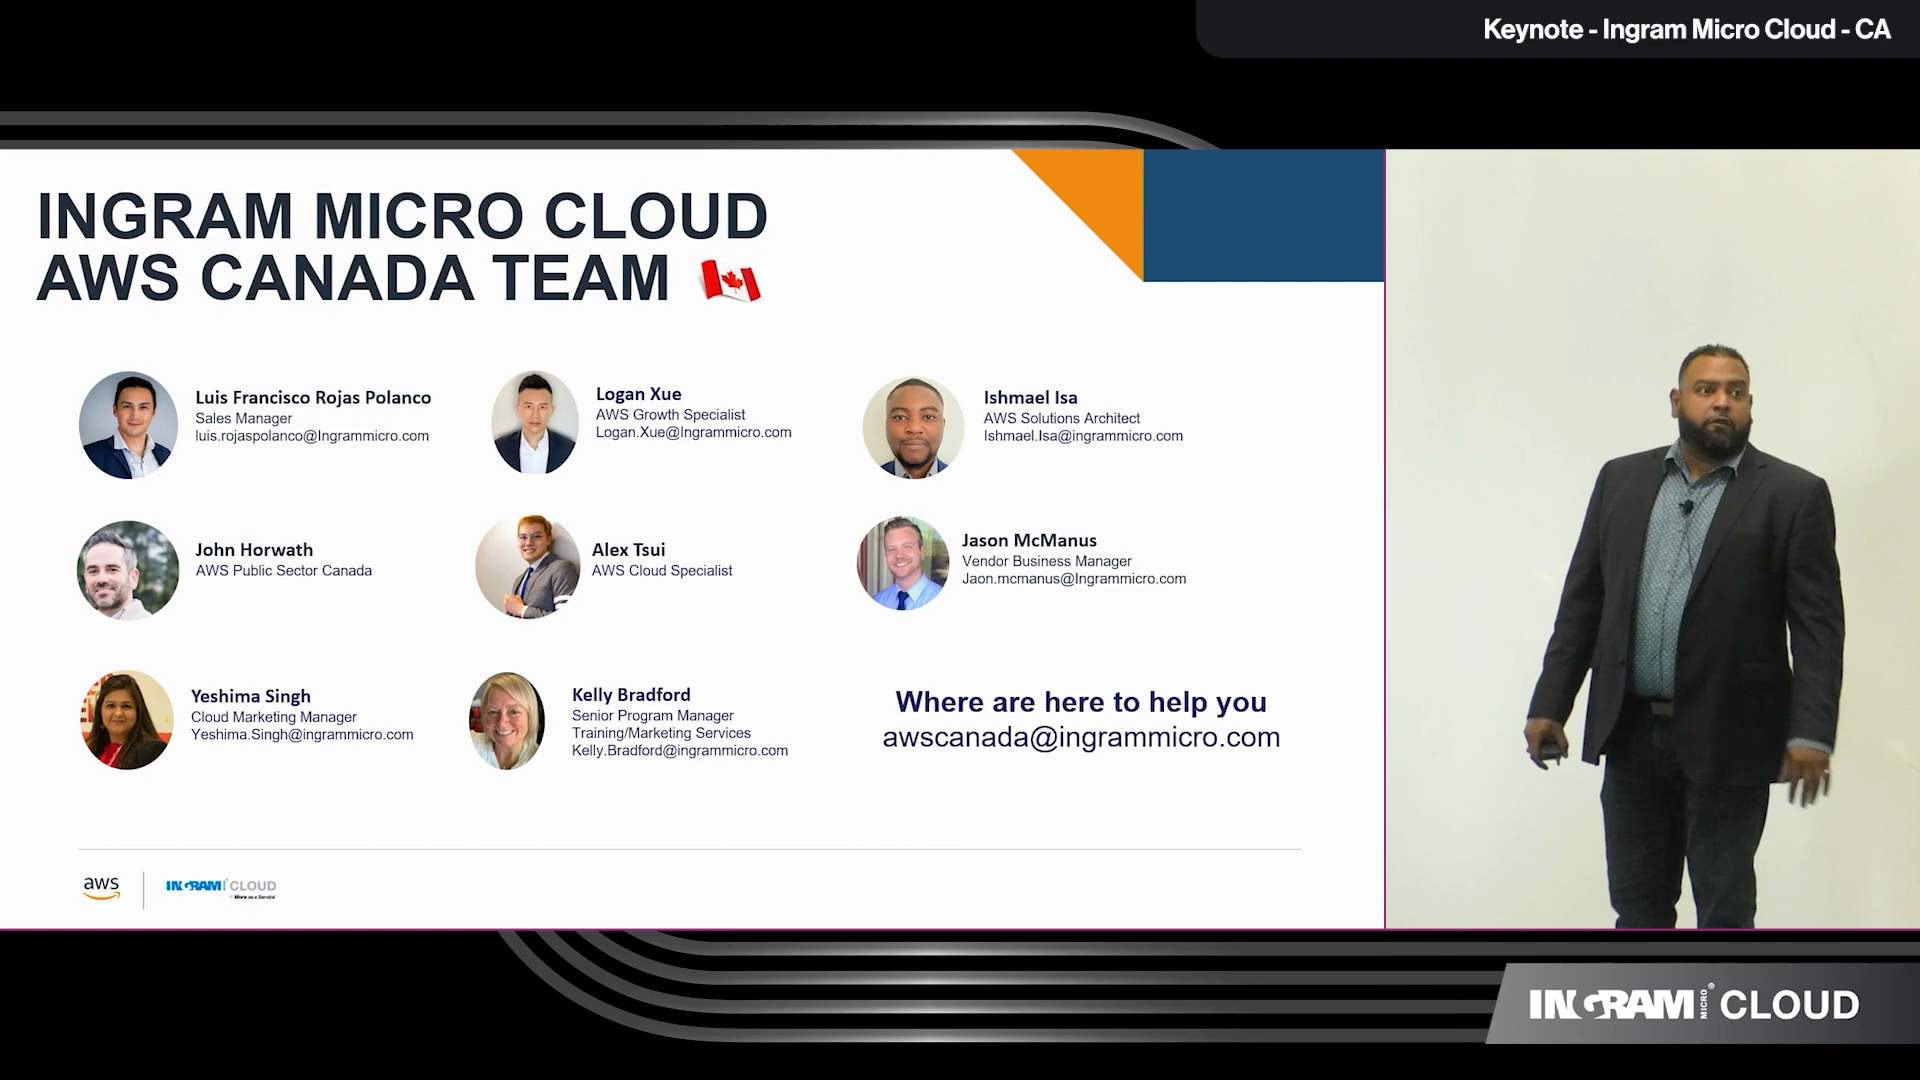 Keynote - Ingram Micro Cloud - CA
INGRAM MICRO CLOUD
AWS CANADA TEAM
Luis Francisco Rojas Polanco
Sales Manager
luis.rojaspolanco@Ingrammicro.com
Logan Xue
AWS Growth Specialist
Logan.Xue@Ingrammicro.com
Ishmael Isa
AWS Solutions Architect
Ishmael.Isa@ingrammicro.com
John Horwath
AWS Public Sector Canada
Alex Tsui
AWS Cloud Specialist
Jason McManus
Vendor Business Manager
Jaon.mcmanus@Ingrammicro.com
Yeshima Singh
Cloud Marketing Manager
Yeshima.Singh@ingrammicro.com
Kelly Bradford
Senior Program Manager
Training/Marketing Services
Kelly.Bradford@ingrammicro.com
Where are here to help you
awscanada@ingrammicro.com
aws
INGRAM MICRO CLOUD
More as a Service
INGRAM MICRO® CLOUD